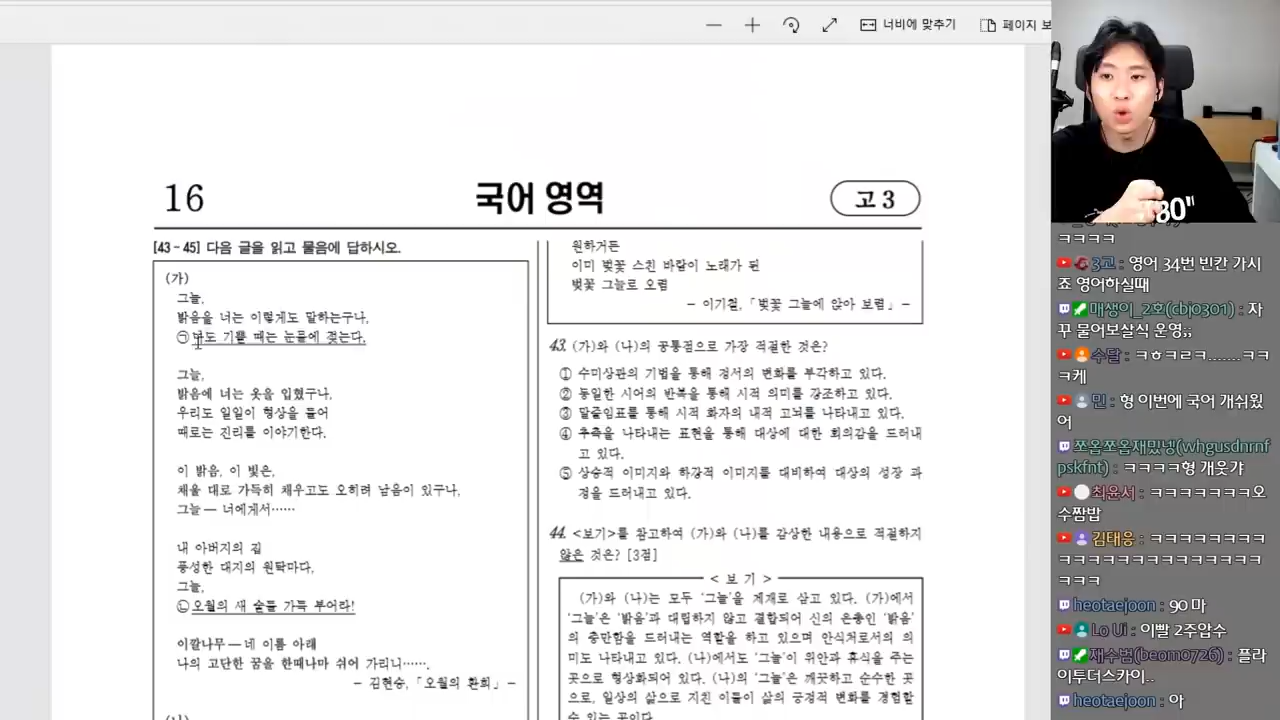 너비에 맞추기
페이지 보
16
국어 영역
고 3
[43 - 45] 다음 글을 읽고 물음에 답하시오.
(가)
그늘,
밝음을 너는 이렇게도 말하는구나,
㉠ 나도 기쁠 때는 눈물에 젖는다.
그늘,
밝음에 너는 옷을 입혔구나,
우리도 일일이 형상을 들어
때로는 진리를 이야기한다.
이 밝음, 이 빛은,
채울 대로 가득히 채우고도 오히려 남음이 있구나,
그늘 ― 너에게서……
내 아버지의 집
풍성한 대지의 원탁마다,
그늘,
㉡ 오월의 새 술들 가득 부어라!
이깔나무 ― 네 이름 아래
나의 고단한 꿈을 한때나마 쉬어 가리니…….
- 김현승, 「오월의 환희」 -
(나)
원하거든
이미 벚꽃 스친 바람이 노래가 된
벚꽃 그늘로 오렴
- 이기철, 「벚꽃 그늘에 앉아 보렴」 -
43. (가)와 (나)의 공통점으로 가장 적절한 것은?
① 수미상관의 기법을 통해 정서의 변화를 부각하고 있다.
② 동일한 시어의 반복을 통해 시적 의미를 강조하고 있다.
③ 말줄임표를 통해 시적 화자의 내적 고뇌를 나타내고 있다.
④ 추측을 나타내는 표현을 통해 대상에 대한 회의감을 드러내
고 있다.
⑤ 상승적 이미지와 하강적 이미지를 대비하여 대상의 성장 과
정을 드러내고 있다.
44. <보기>를 참고하여 (가)와 (나)를 감상한 내용으로 적절하지
않은 것은? [3점]
< 보 기 >
(가)와 (나)는 모두 ‘그늘’을 제재로 삼고 있다. (가)에서
‘그늘’은 ‘밝음’과 대립하지 않고 결합되어 신의 은총인 ‘밝음’
의 충만함을 드러내는 역할을 하고 있으며 안식처로서의 의
미도 나타내고 있다. (나)에서도 ‘그늘’이 위안과 휴식을 주는
곳으로 형상화되어 있다. (나)의 ‘그늘’은 깨끗하고 순수한 곳
으로, 일상의 삶으로 지친 이들이 삶의 긍정적 변화를 경험할
수 있는 곳이다.
80"
ㅋㅋㅋㅋ
3고 : 영어 34번 빈칸 가시
죠 영어하실때
매생이_2호(cbj0301) : 자
꾸 물어보살식 운영;;
수달 : ㅋㅎㅋㄹㅋ.......ㅋㅋ
ㅋ케
민 : 형 이번에 국어 개쉬웠
어
쪼옵쪼옵재밌넹(whgusdnrnf
pskfnt) : ㅋㅋㅋㅋ형 개웃갸
최윤서 : ㅋㅋㅋㅋㅋㅋㅋ오
수짬밥
김태웅 : ㅋㅋㅋㅋㅋㅋㅋㅋ
ㅋㅋㅋㅋㅋㅋㅋㅋㅋㅋㅋㅋㅋㅋ
ㅋㅋㅋ
heotaejoon : 90 마
Lo Ui : 이빨 2주압수
재수범(beom0726) : 플라
이투더스카이..
heotaejoon : 아